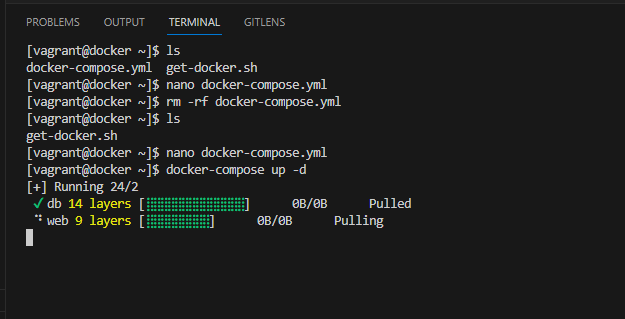 PROBLEMS OUTPUT TERMINAL GITLENS
[vagrant@docker ~]$ ls
docker-compose.yml get-docker.sh
[vagrant@docker ~]$ nano docker-compose.yml
[vagrant@docker ~]$ rm -rf docker-compose.yml
[vagrant@docker ~]$ ls
get-docker.sh
[vagrant@docker ~]$ nano docker-compose.yml
[vagrant@docker ~]$ docker-compose up -d
[+] Running 24/2
✓ db 14 layers [⣿⣿⣿⣿⣿⣿⣿⣿⣿⣿⣿⣿⣿⣿] 0B/0B Pulled
⠙ web 9 layers [⣿⣿⣿⣿⣿⣿⣿⣿⣿] 0B/0B Pulling